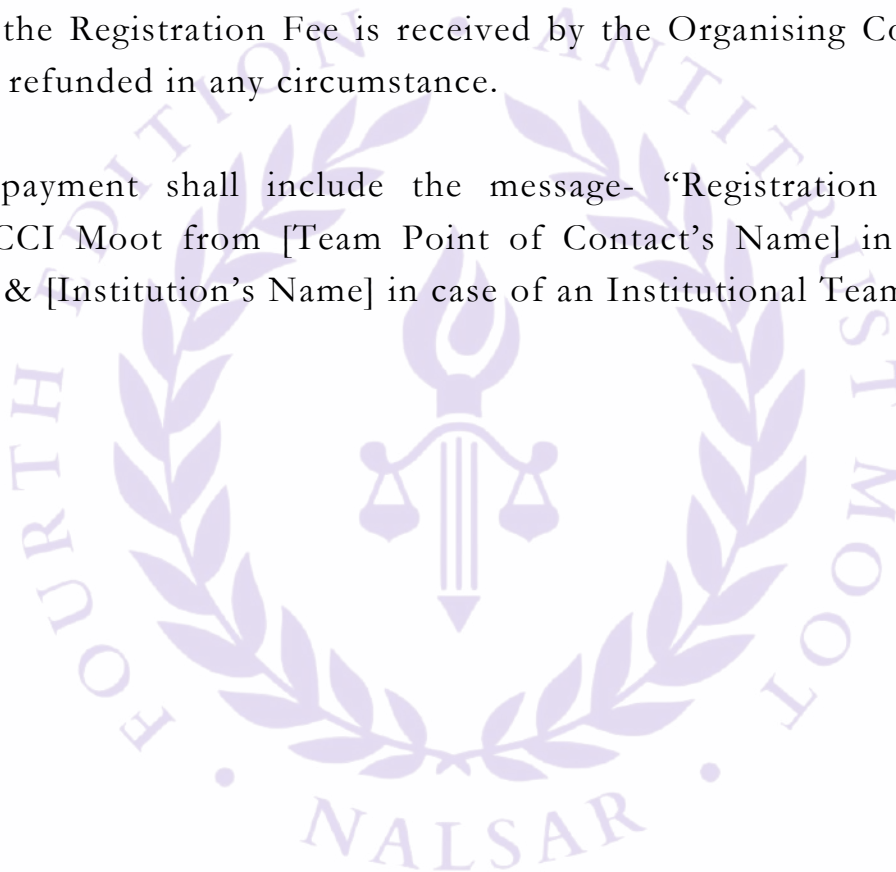 the Registration Fee is received by the Organising Co
refunded in any circumstance.
payment shall include the message- “Registration
CCI Moot from [Team Point of Contact’s Name] in
& [Institution’s Name] in case of an Institutional Team
FOURTH EDITION • ANTITRUST MOOT • NALSAR •